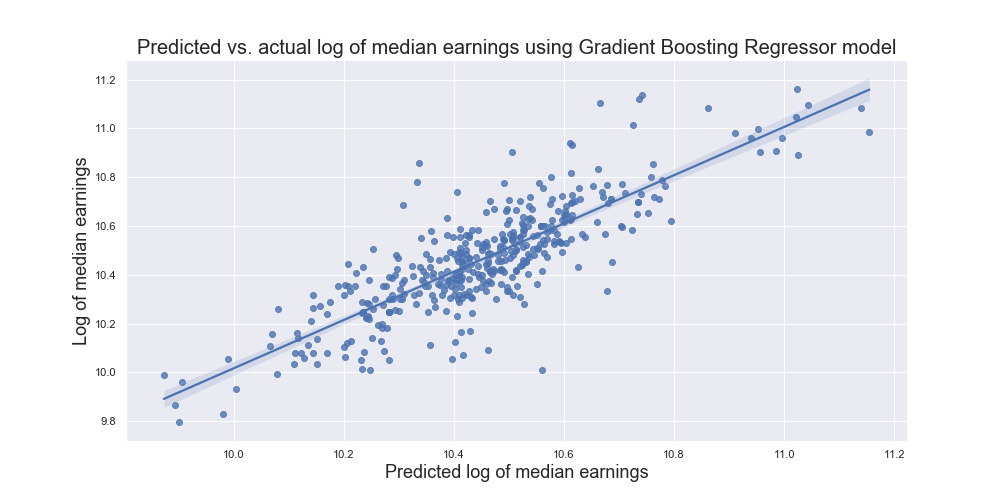 Predicted vs. actual log of median earnings using Gradient Boosting Regressor model
11.2
11.0
10.8
10.6
10.4
10.2
10.0
9.8
Log of median earnings
10.0 10.2 10.4 10.6 10.8 11.0 11.2
Predicted log of median earnings